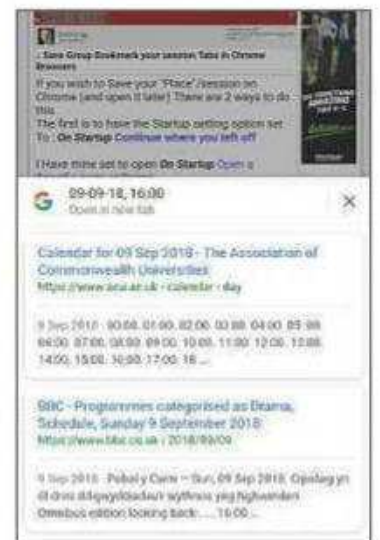 : Save Group Bookmark your session Tabs in Chrome
Browsers
If you wish to Save your "Place"/session on
Chrome (and open it later) There are 2 ways to do
this.
The first is to have the Startup setting option set
To : On Startup Continue where you left off
I Have mine set to open On Startup Open a
09-09-18, 16:00
Open in new tab
Calendar for 09 Sep 2018 - The Association of
Commonwealth Universities
https://www.acu.ac.uk › calendar › day
9 Sep 2018 - 00:00. 01:00. 02:00. 03:00. 04:00. 05:00.
06:00. 07:00. 08:00. 09:00. 10:00. 11:00. 12:00. 13:00.
14:00. 15:00. 16:00. 17:00. 18 ...
BBC - Programmes categorised as Drama,
Schedule, Sunday 9 September 2018
https://www.bbc.co.uk › 2018/09/09
9 Sep 2018 - Pobol y Cwm – Sun, 09 Sep 2018. Cipolwg yn
ôl dros ddigwyddiadau'r wythnos yng Nghwmderi.
Omnibus edition looking back ... 16:00 ...